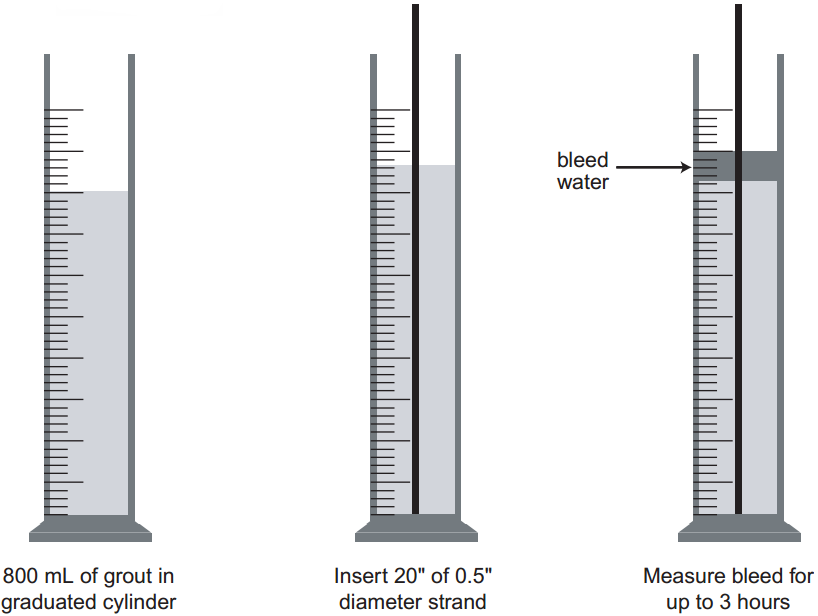 bleed
water
800 mL of grout in
graduated cylinder
Insert 20" of 0.5"
diameter strand
Measure bleed for
up to 3 hours